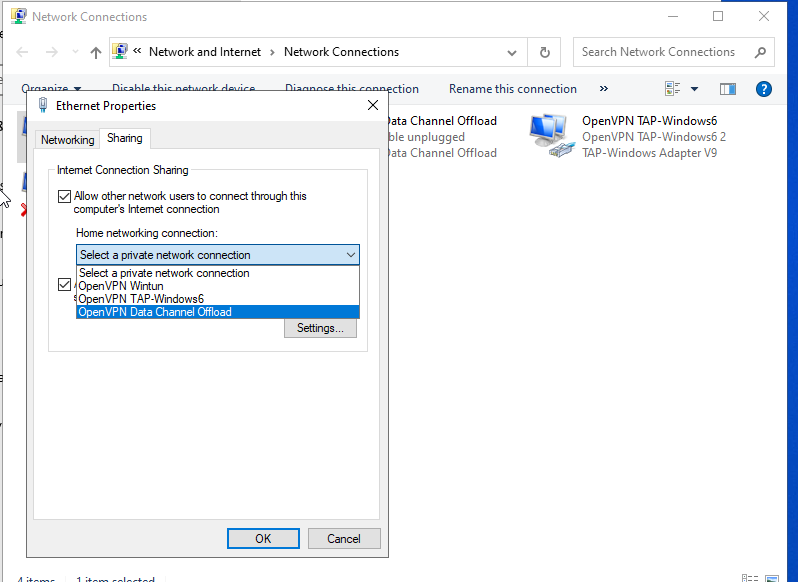 Network Connections
« Network and Internet > Network Connections
Search Network Connections
Organize
Disable this network device
Diagnose this connection
Rename this connection
»
Ethernet Properties
Networking
Sharing
Internet Connection Sharing
Allow other network users to connect through this
computer's Internet connection
Home networking connection:
Select a private network connection
Select a private network connection
OpenVPN Wintun
OpenVPN TAP-Windows6
OpenVPN Data Channel Offload
Settings...
OK
Cancel
Data Channel Offload
ble unplugged
Data Channel Offload
OpenVPN TAP-Windows6
OpenVPN TAP-Windows6 2
TAP-Windows Adapter V9
4 items
1 item selected